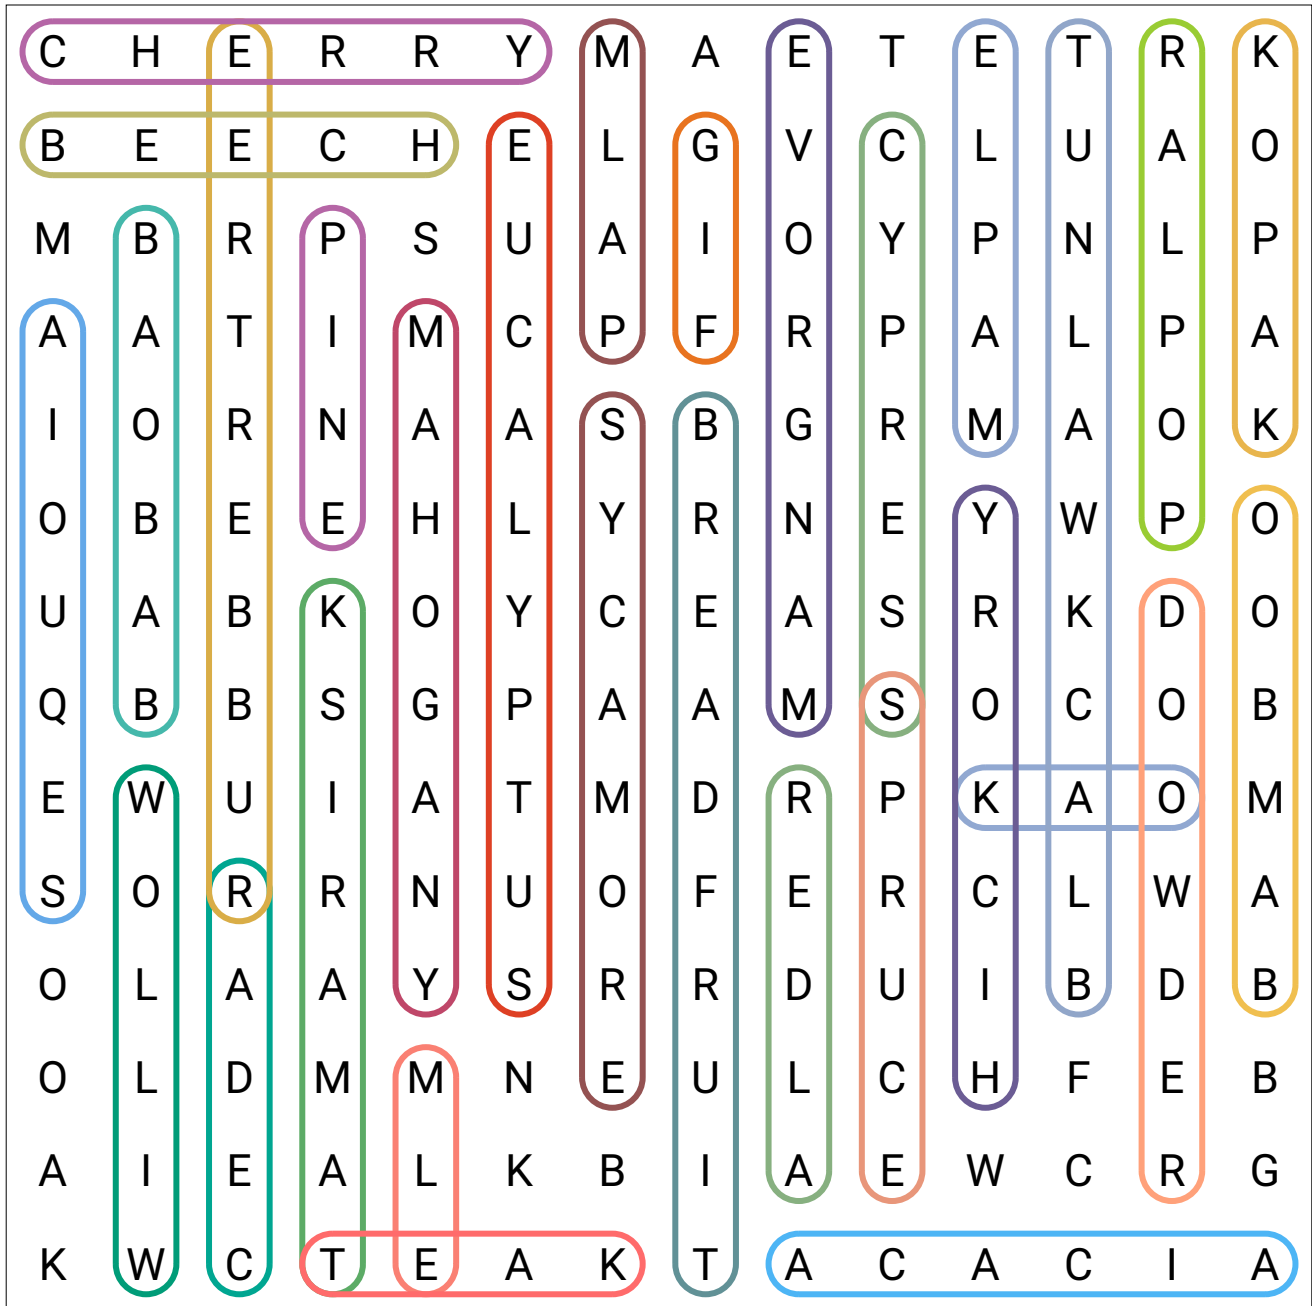 C H E R R Y M A E T E T R K
B E E C H E L G V C L U A O
M B R P S U A I O Y P N L P
A A T I M C P F R P A L P A
I O R N A A S B G R M A O K
O B E E H L Y R N E Y W P O
U A B K O Y C E A S R K D O
Q B B S G P A A M S O C O B
E W U I A T M D R P K A O M
S O R R N U O F E R C L W A
O L A A Y S R R D U I B D B
O L D M M N E U L C H F E B
A I E A L K B I A E W C R G
K W C T E A K T A C A C I A